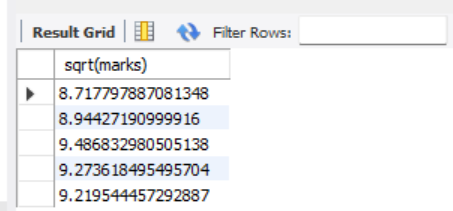 Result Grid Filter Rows:
sqrt(marks)
8.717797887081348
8.94427190999916
9.486832980505138
9.273618495495704
9.219544457292887